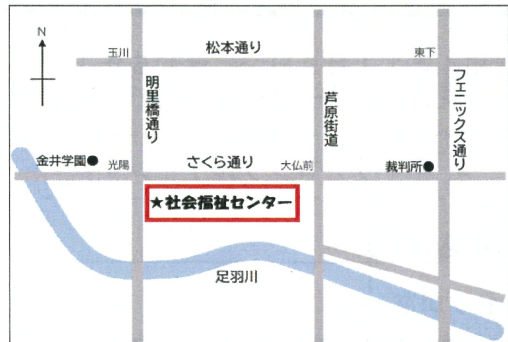 N
玉川
松本通り
東下
明里橋通り
芦原街道
フェニックス通り
金井学園●
光陽
さくら通り
大仏前
裁判所●
★社会福祉センター
足羽川